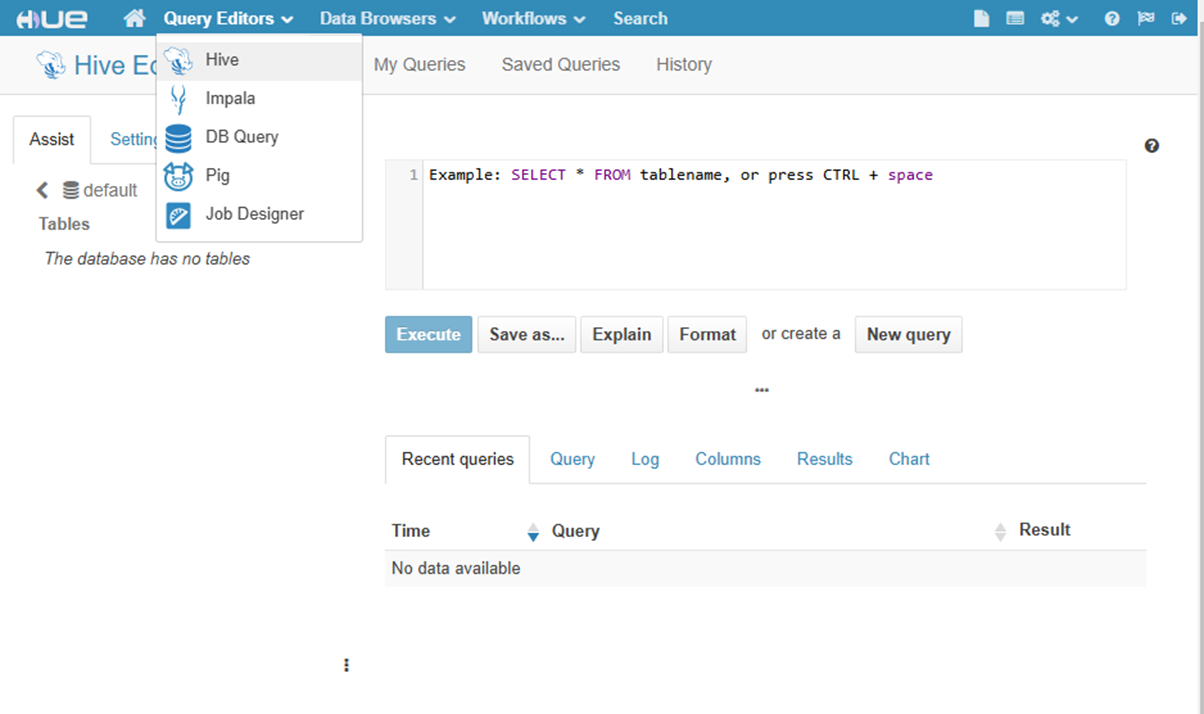 HUE Query Editors Data Browsers Workflows Search
Hive Ed My Queries Saved Queries History
Hive
Impala
DB Query
Pig
Job Designer
Assist Setting
default
Tables
The database has no tables
1 Example: SELECT * FROM tablename, or press CTRL + space
Execute Save as... Explain Format or create a New query
...
Recent queries Query Log Columns Results Chart
Time Query Result
No data available